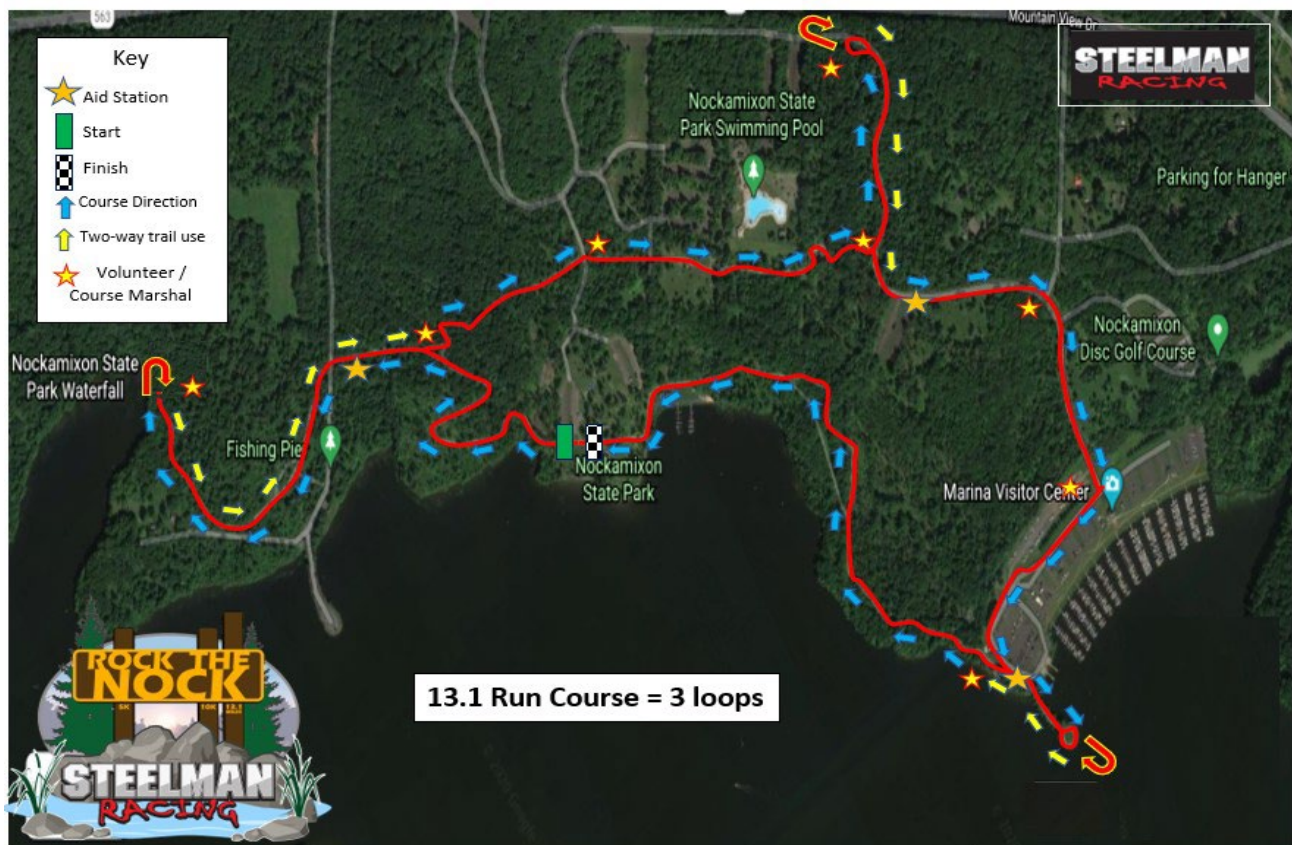 563
Mountain View Dr
STEELMAN
RACING
Key
Aid Station
Start
Finish
Course Direction
Two-way trail use
Volunteer /
Course Marshal
Nockamixon State
Park Swimming Pool
Parking for Hanger
Nockamixon
Disc Golf Course
Nockamixon State
Park Waterfall
Fishing Pie
Nockamixon
State Park
Marina Visitor Center
13.1 Run Course = 3 loops
ROCK THE
NOCK
5K
10K
13.1
STEELMAN
RACING